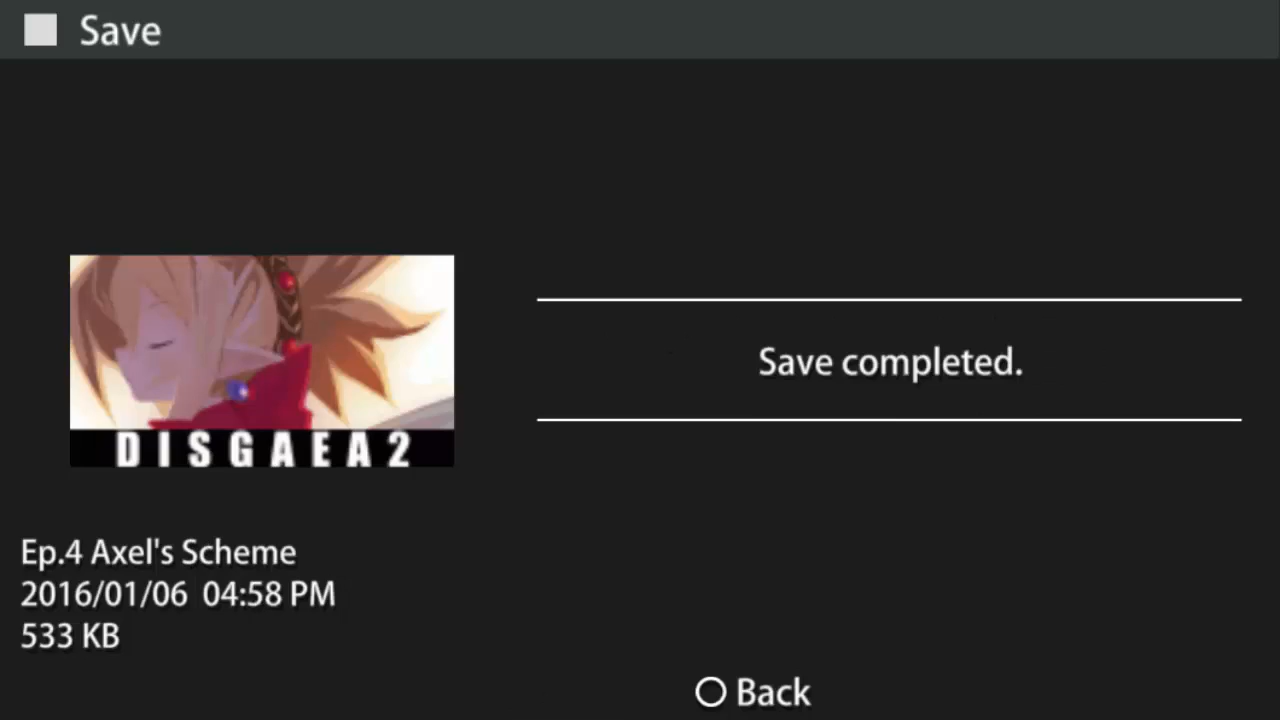 Save
DISGAEA2
Save completed.
Ep.4 Axel's Scheme
2016/01/06 04:58 PM
533 KB
Back